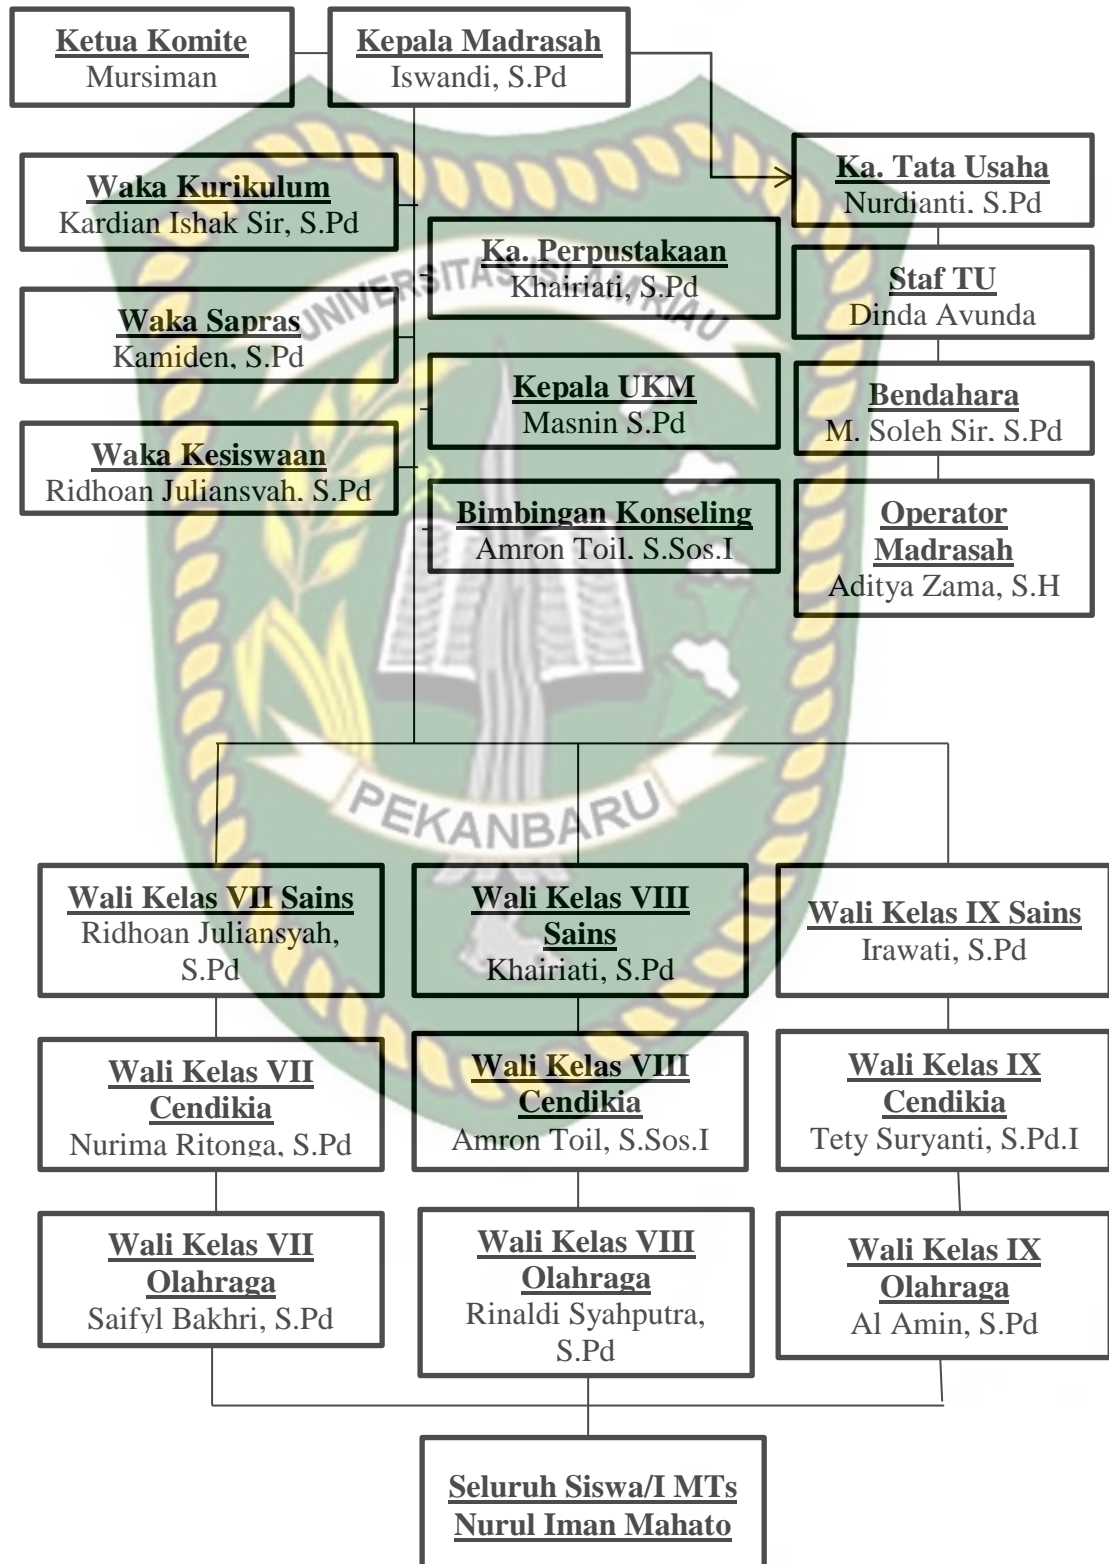 Ketua Komite
Mursiman
Kepala Madrasah
Iswandi, S.Pd
Waka Kurikulum
Kardian Ishak Sir, S.Pd
Ka. Tata Usaha
Nurdianti, S.Pd
Ka. Perpustakaan
Khairiati, S.Pd
Staf TU
Dinda Ayunda
Waka Sapras
Kamiden, S.Pd
Kepala UKM
Masnin S.Pd
Bendahara
M. Soleh Sir, S.Pd
Waka Kesiswaan
Ridhoan Juliansyah, S.Pd
Bimbingan Konseling
Amron Toil, S.Sos.I
Operator
Madrasah
Aditya Zama, S.H
UNIVERSITAS ISLAM RIAU
PEKANBARU
Wali Kelas VII Sains
Ridhoan Juliansyah,
S.Pd
Wali Kelas VIII
Sains
Khairiati, S.Pd
Wali Kelas IX Sains
Irawati, S.Pd
Wali Kelas VII
Cendikia
Nurima Ritonga, S.Pd
Wali Kelas VIII
Cendikia
Amron Toil, S.Sos.I
Wali Kelas IX
Cendikia
Tety Suryanti, S.Pd.I
Wali Kelas VII
Olahraga
Saifyl Bakhri, S.Pd
Wali Kelas VIII
Olahraga
Rinaldi Syahputra,
S.Pd
Wali Kelas IX
Olahraga
Al Amin, S.Pd
Seluruh Siswa/I MTs
Nurul Iman Mahato